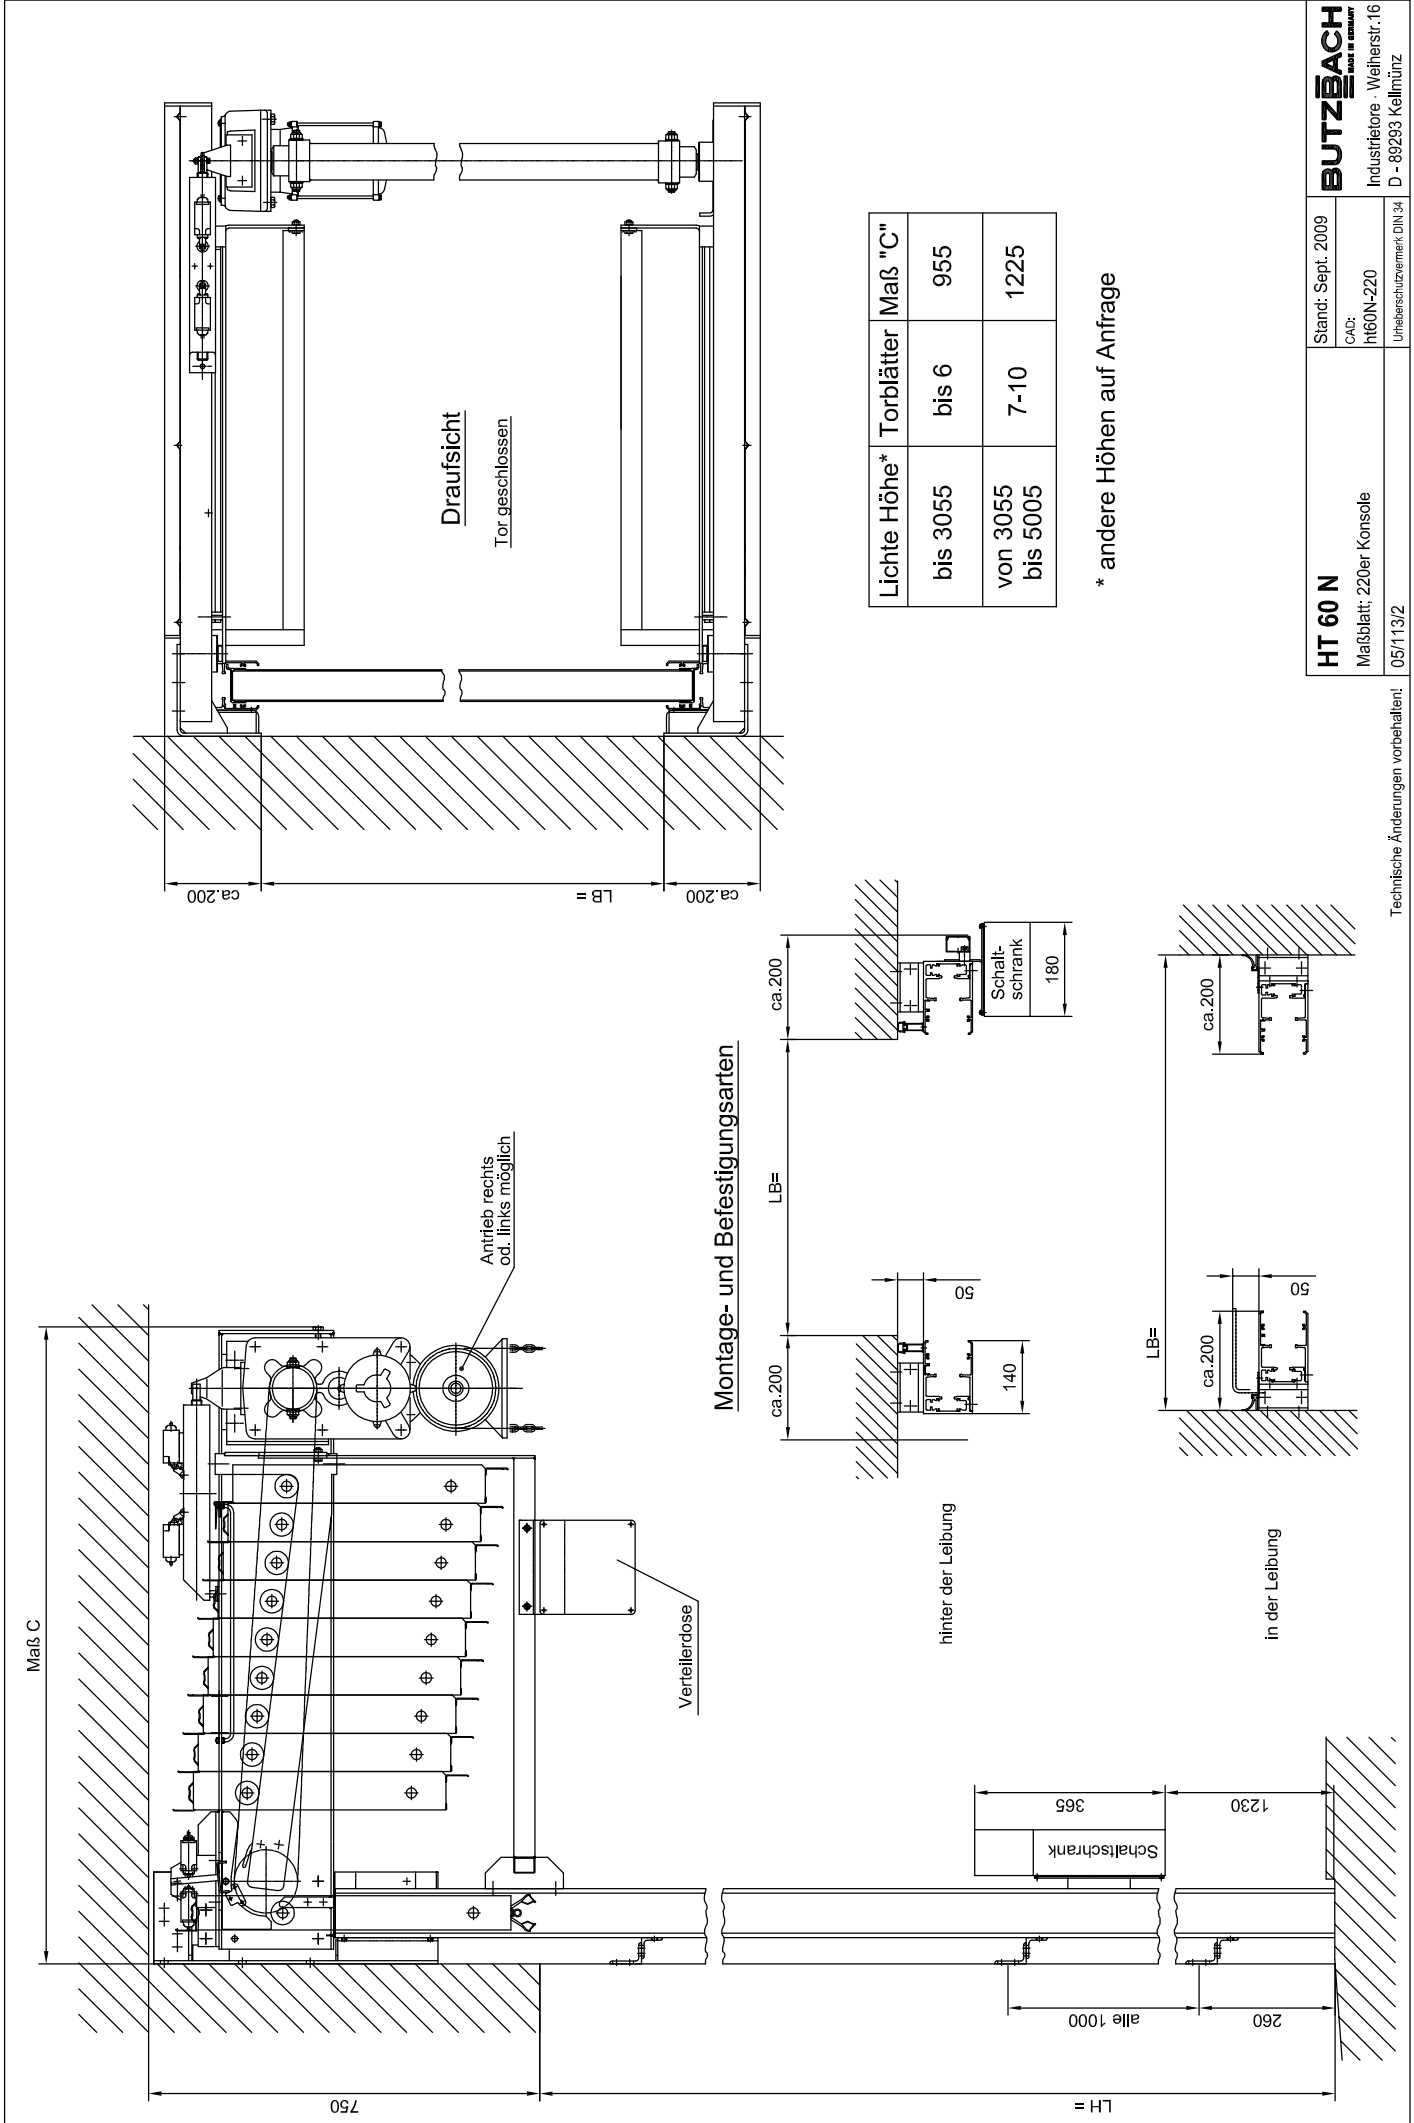 Maß C
750
LH =
Antrieb rechts
od. links möglich
Verteilerdose
Schaltschrank
365
1230
alle 1000
260
Draufsicht
Tor geschlossen
ca.200
LB =
ca.200
Montage- und Befestigungsarten
hinter der Leibung
ca.200
LB=
ca.200
50
140
Schalt-
schrank
180
in der Leibung
LB=
ca.200
ca.200
50
Lichte Höhe* Torblätter Maß "C"
bis 3055 bis 6 955
von 3055
bis 5005
7-10 1225
* andere Höhen auf Anfrage
Technische Änderungen vorbehalten!
HT 60 N
Maßblatt; 220er Konsole
05/113/2
Stand: Sept. 2009
CAD:
ht60N-220
Urheberschutzvermerk DIN 34
BUTZBACH
MADE IN GERMANY
Industrietore · Weiherstr.16
D - 89293 Kellmünz